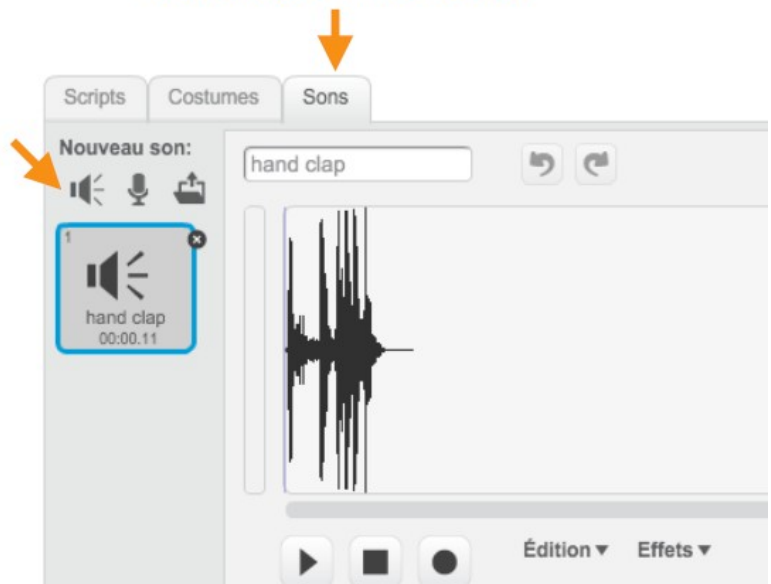 Scripts Costumes Sons
Nouveau son:
hand clap
1
hand clap
00:00.11
Édition Effets